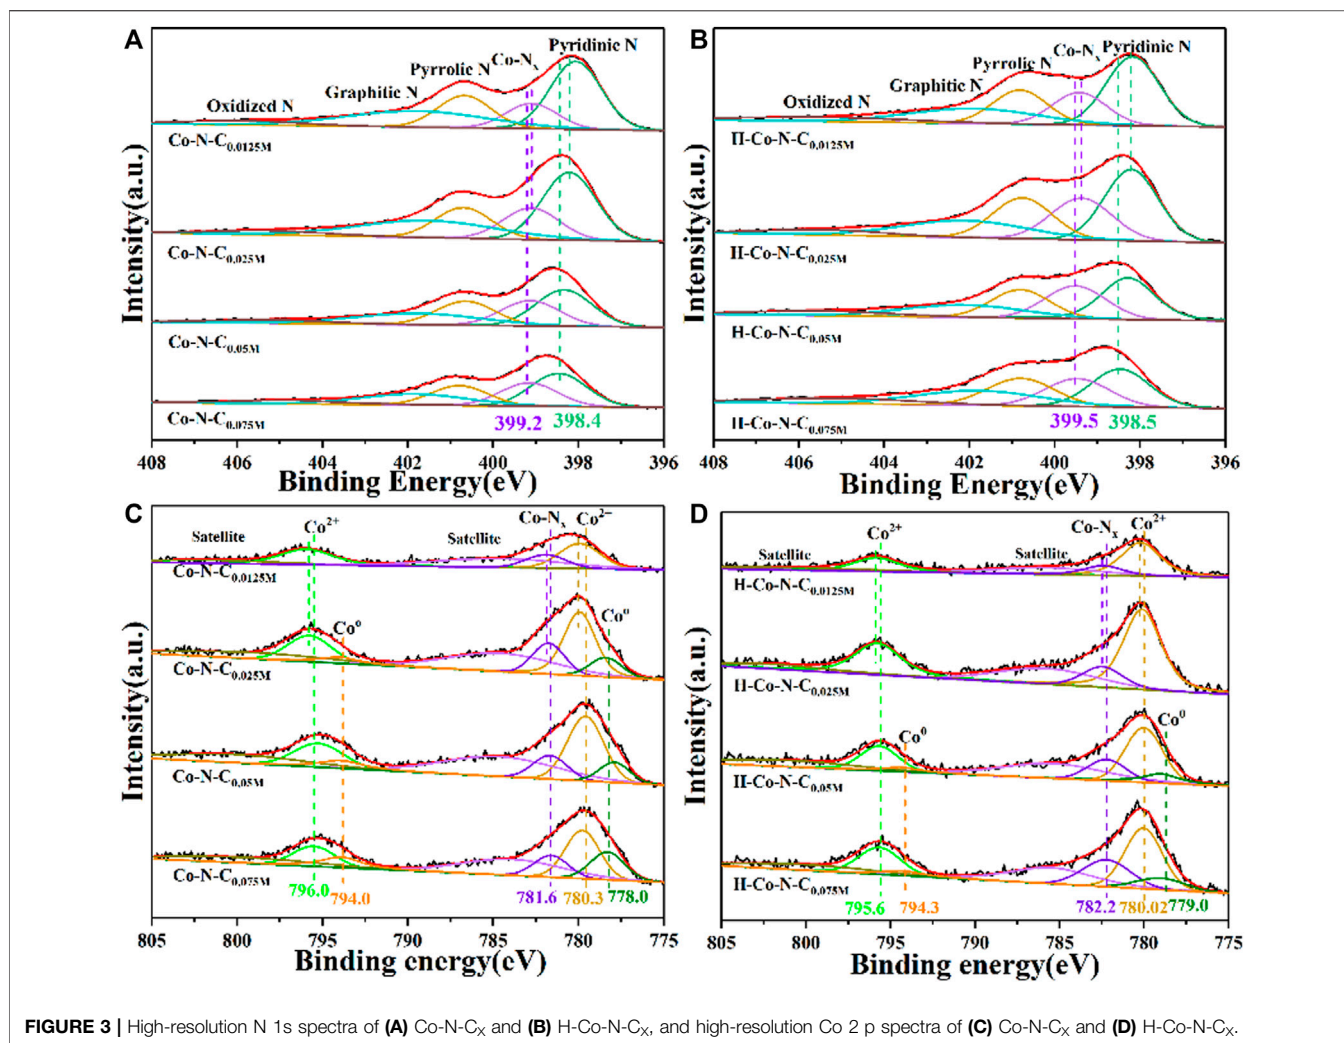 A
Pyridinic N
Co-Nx
Pyrrolic N
Graphitic N
Oxidized N
Co-N-C0.0125M
Co-N-C0.025M
Co-N-C0.05M
Co-N-C0.075M
399.2 398.4
408 406 404 402 400 398 396
Binding Energy(eV)
Intensity(a.u.)
B
Pyridinic N
Co-Nx
Pyrrolic N
Graphitic N
Oxidized N
H-Co-N-C0.0125M
H-Co-N-C0.025M
H-Co-N-C0.05M
H-Co-N-C0.075M
399.5 398.5
408 406 404 402 400 398 396
Binding Energy(eV)
Intensity(a.u.)
C
Co-Nx Co2−
Satellite Co2+ Satellite
Co-N-C0.0125M
Co0 Co0
Co-N-C0.025M
Co-N-C0.05M
Co-N-C0.075M
796.0 794.0 781.6 780.3 778.0
805 800 795 790 785 780 775
Binding energy(eV)
Intensity(a.u.)
D
Co2+ Co-Nx Co2+
Satellite Satellite
H-Co-N-C0.0125M
H-Co-N-C0.025M
Co0 Co0
H-Co-N-C0.05M
H-Co-N-C0.075M
795.6 794.3 782.2 780.02 779.0
805 800 795 790 785 780 775
Binding energy(eV)
Intensity(a.u.)
FIGURE 3 | High-resolution N 1s spectra of (A) Co-N-CX and (B) H-Co-N-CX, and high-resolution Co 2 p spectra of (C) Co-N-CX and (D) H-Co-N-CX.